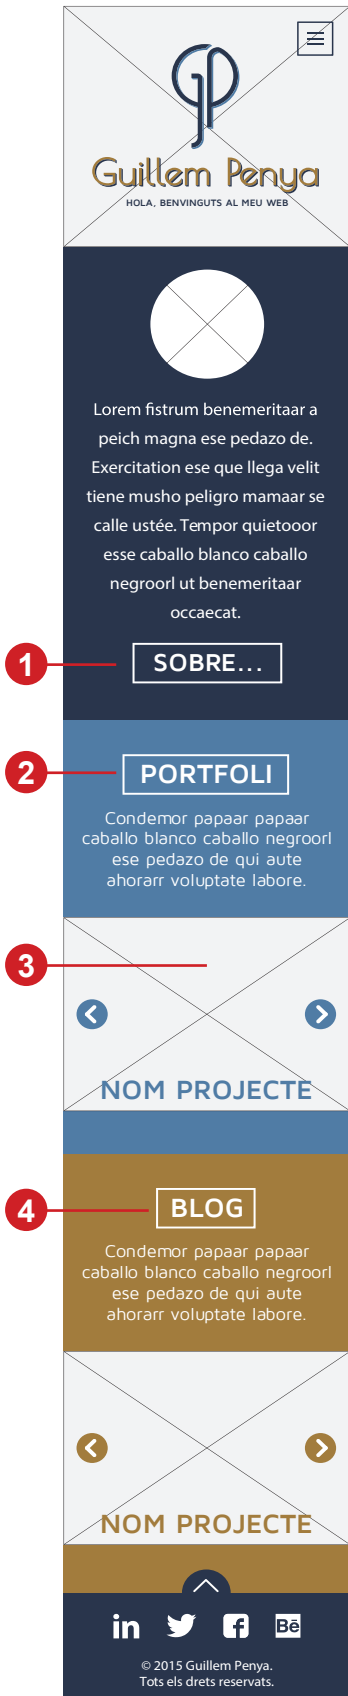 GP
Guillem Penya
HOLA, BENVINGUTS AL MEU WEB
Lorem fistrum benemeritaar a
peich magna ese pedazo de.
Exercitation ese que llega velit
tiene musho peligro mamaar se
calle ustée. Tempor quietooor
esse caballo blanco caballo
negroorl ut benemeritaar
occaecat.
1
SOBRE...
2
PORTFOLI
Condemor papaar papaar
caballo blanco caballo negroorl
ese pedazo de qui aute
ahorarr voluptate labore.
3
NOM PROJECTE
4
BLOG
Condemor papaar papaar
caballo blanco caballo negroorl
ese pedazo de qui aute
ahorarr voluptate labore.
NOM PROJECTE
in f Bē
© 2015 Guillem Penya.
Tots els drets reservats.